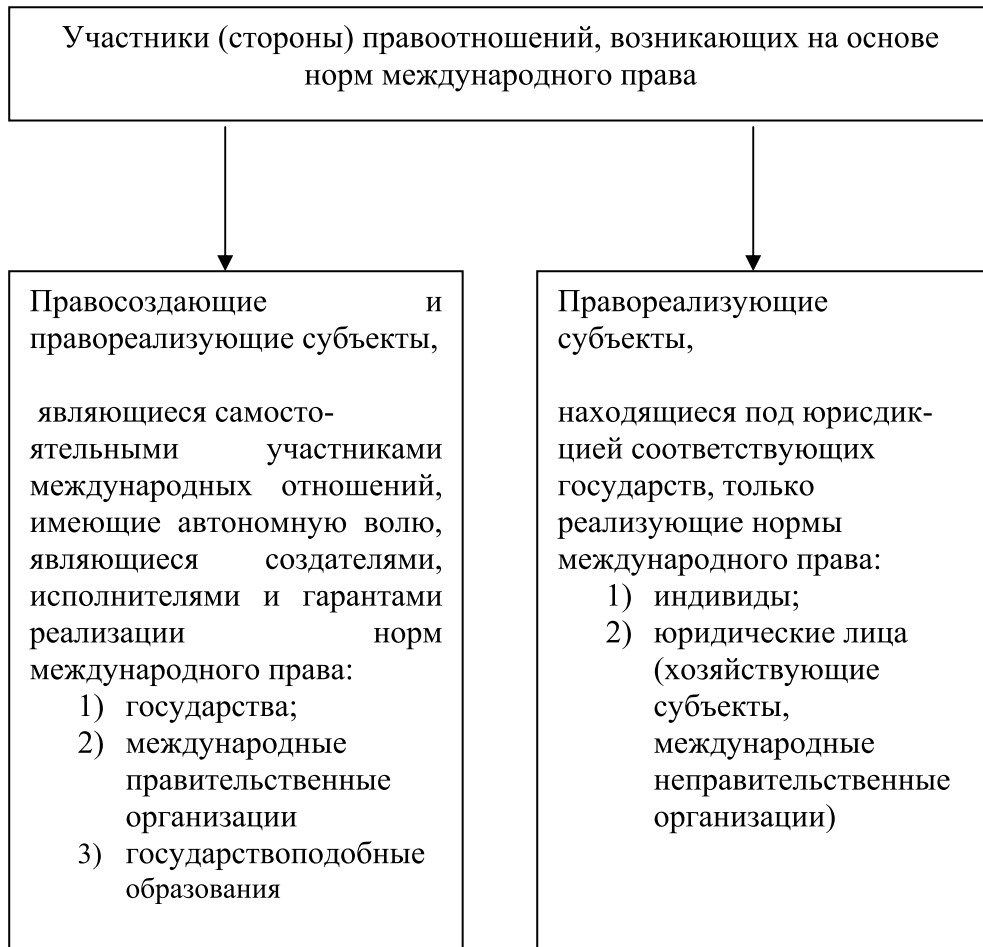 Участники (стороны) правоотношений, возникающих на основе
норм международного права
Правосоздающие и
правореализующие субъекты,
являющиеся самосто-
ятельными участниками
международных отношений,
имеющие автономную волю,
являющиеся создателями,
исполнителями и гарантами
реализации норм
международного права:
1) государства;
2) международные
правительственные
организации
3) государствоподобные
образования
Правореализующие
субъекты,
находящиеся под юрисдик-
цией соответствующих
государств, только
реализующие нормы
международного права:
1) индивиды;
2) юридические лица
(хозяйствующие
субъекты,
международные
неправительственные
организации)